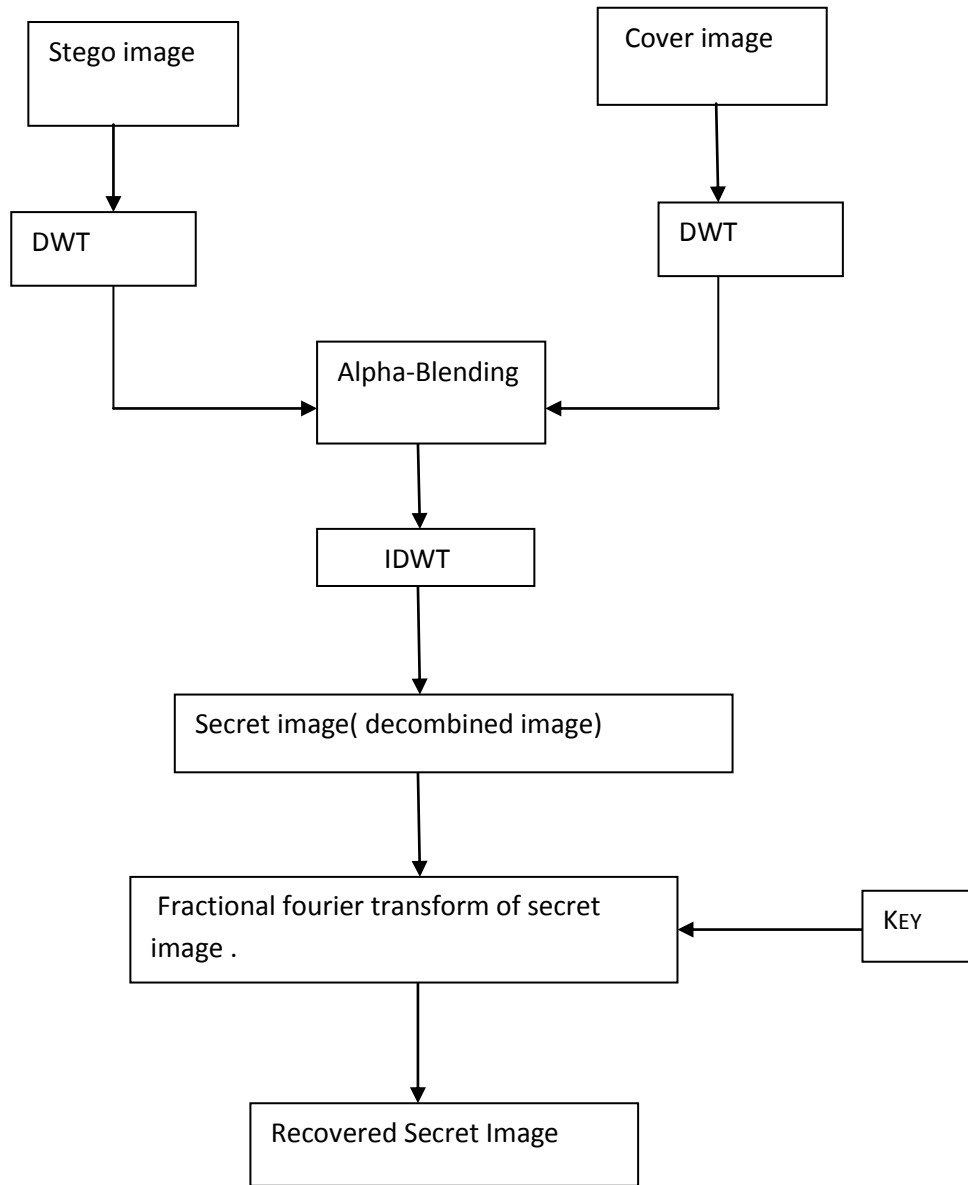 Stego image
Cover image
DWT
DWT
Alpha-Blending
IDWT
Secret image( decombined image)
Fractional fourier transform of secret
image .
KEY
Recovered Secret Image